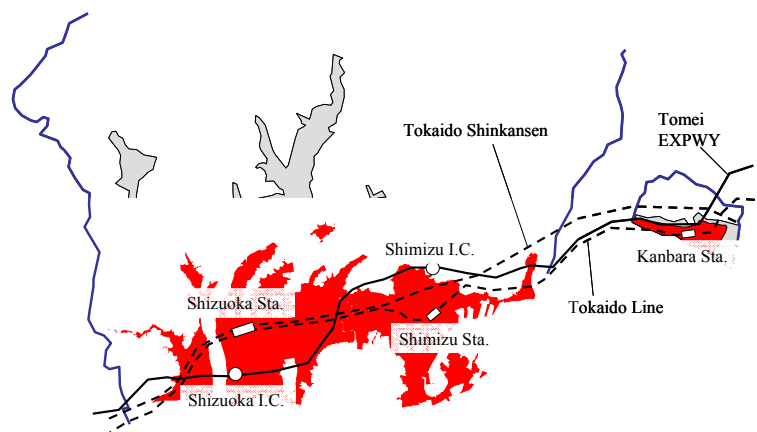 Tomei
EXPWY
Tokaido Shinkansen
Shimizu I.C.
Kanbara Sta.
Shizuoka Sta.
Tokaido Line
Shimizu Sta.
Shizuoka I.C.